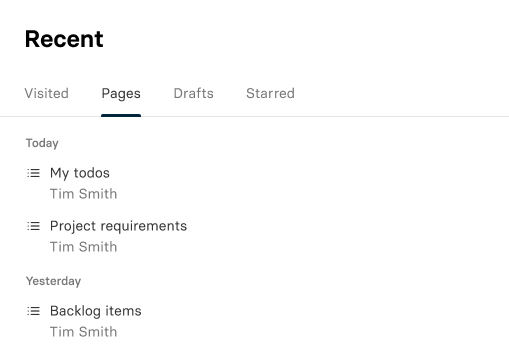 Recent
Visited Pages Drafts Starred
Today
My todos
Tim Smith
Project requirements
Tim Smith
Yesterday
Backlog items
Tim Smith